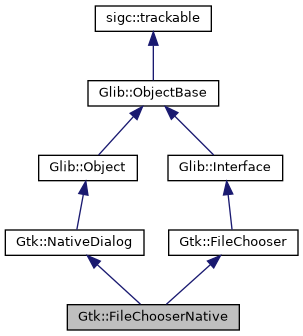 sigc::trackable
Glib::ObjectBase
Glib::Object
Glib::Interface
Gtk::NativeDialog
Gtk::FileChooser
Gtk::FileChooserNative